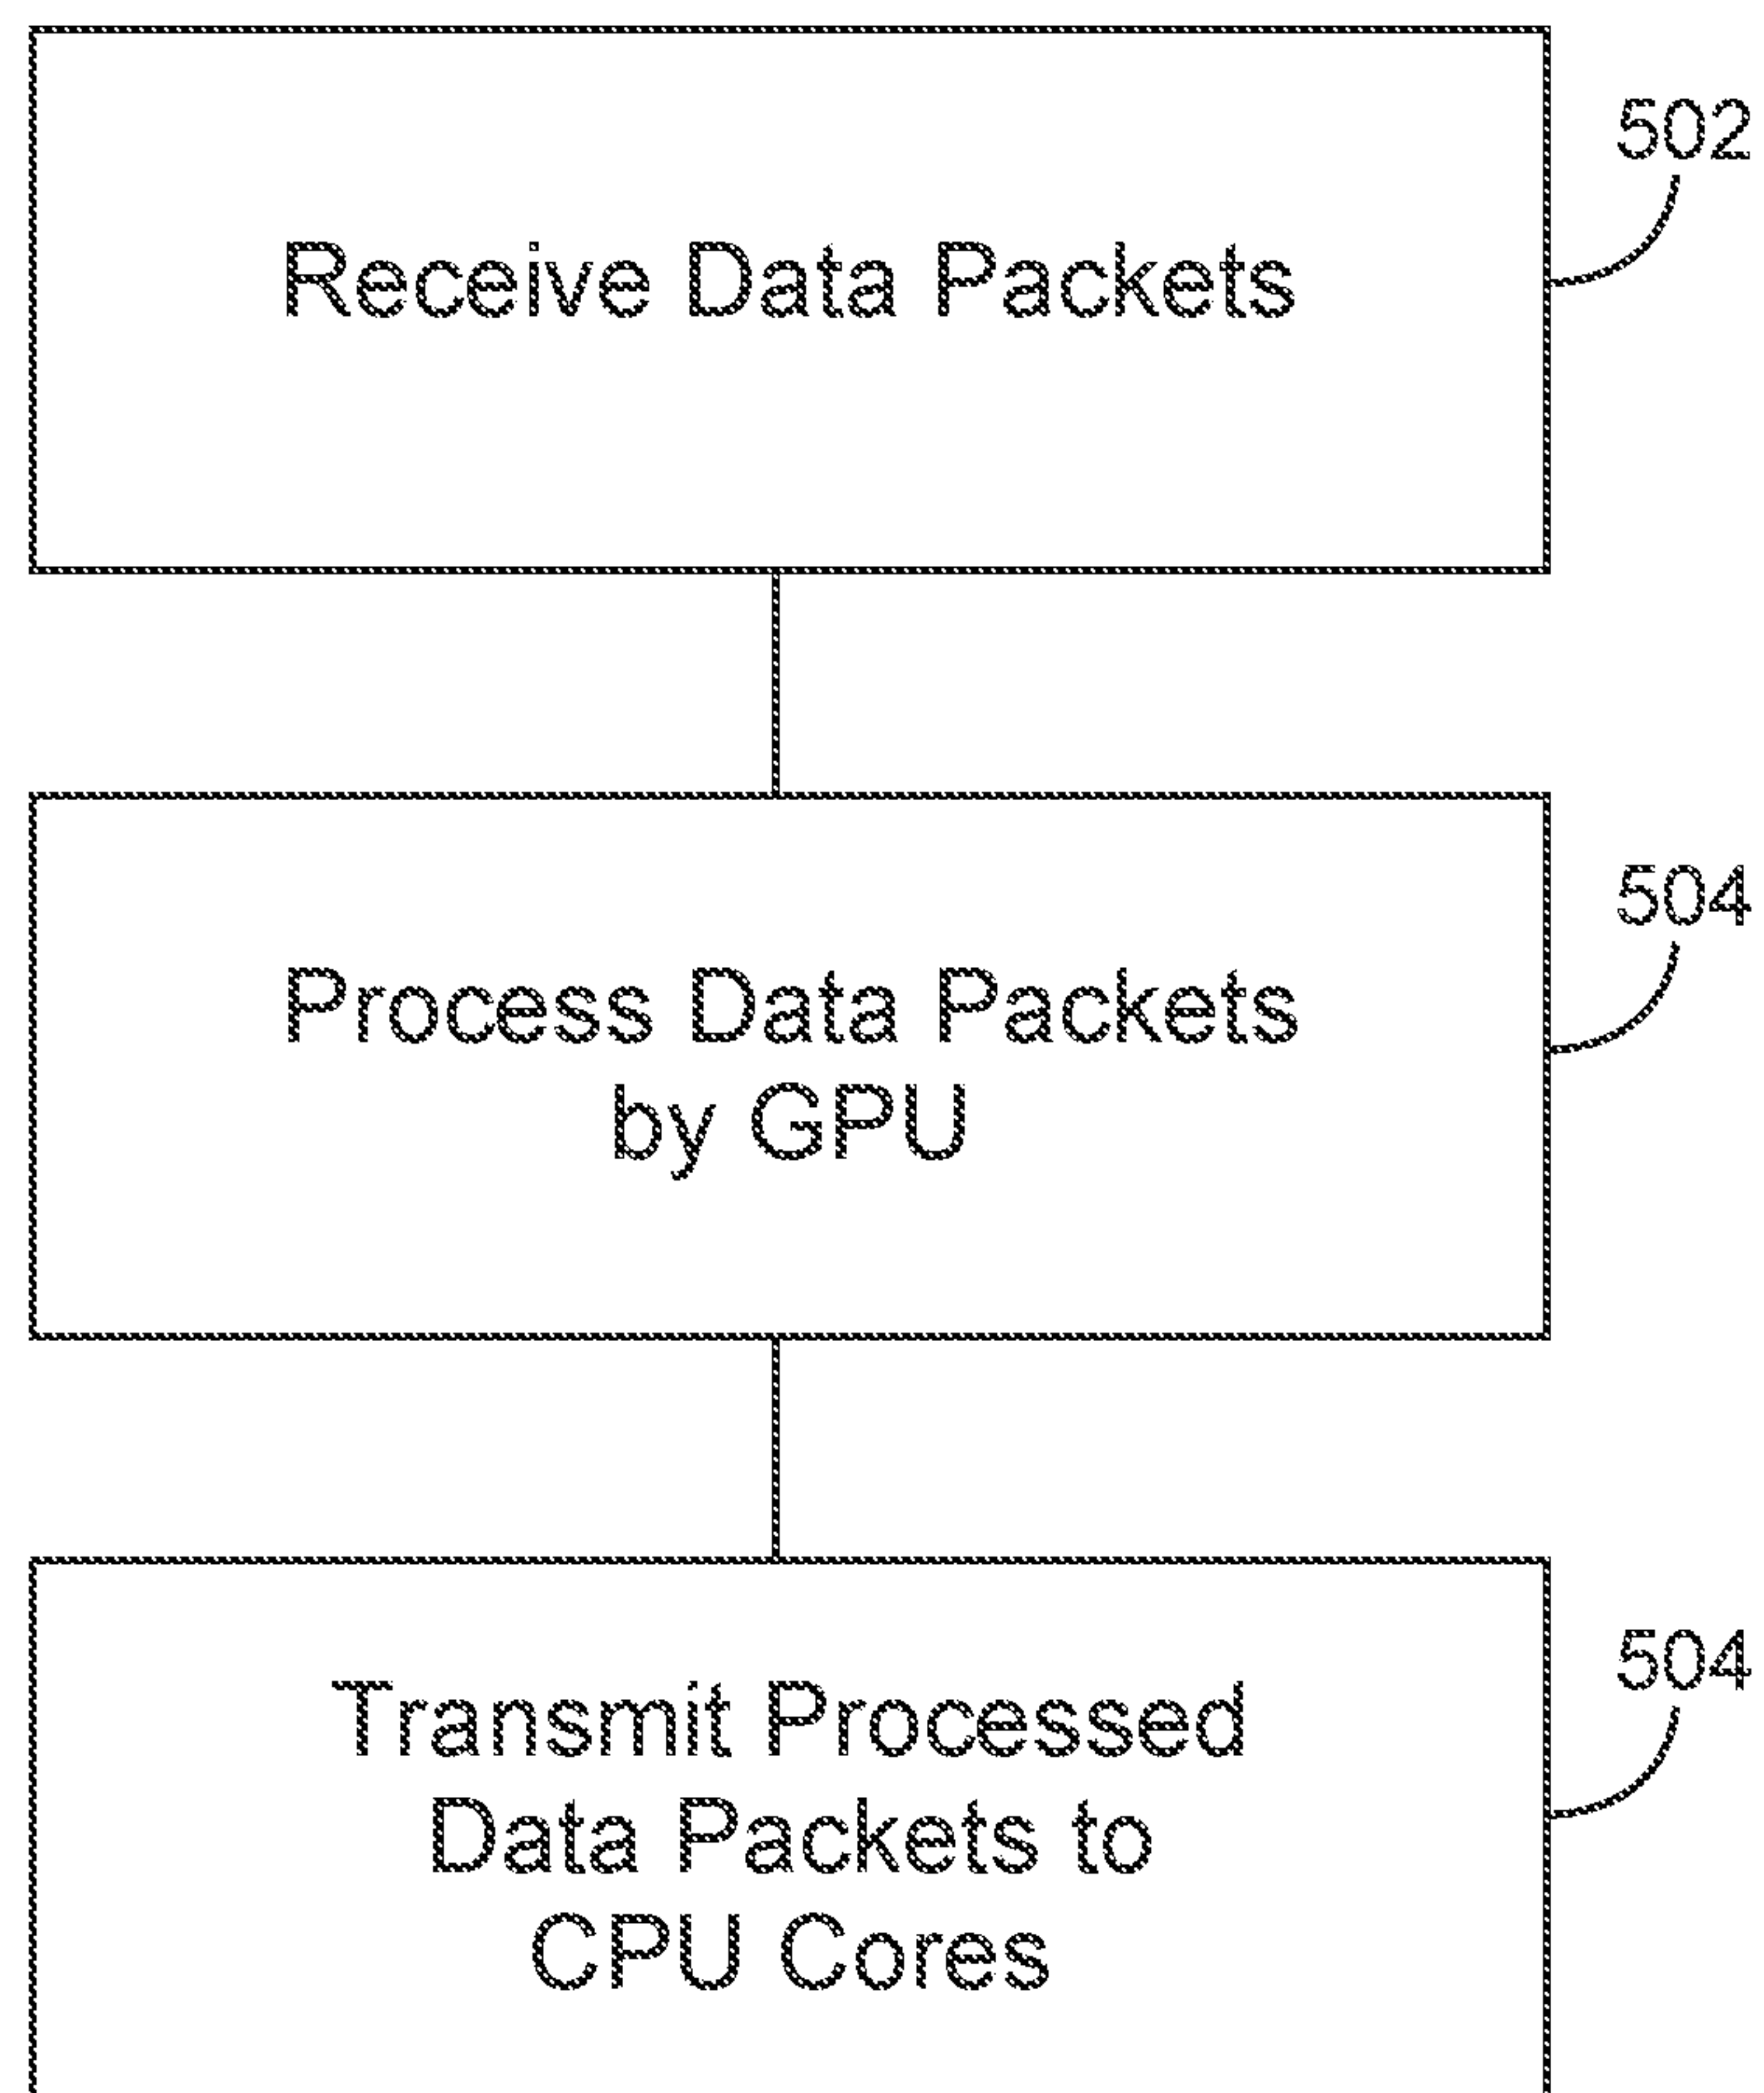 502
Receive Data Packets
504
Process Data Packets
by GPU
504
Transmit Processed
Data Packets to
CPU Cores